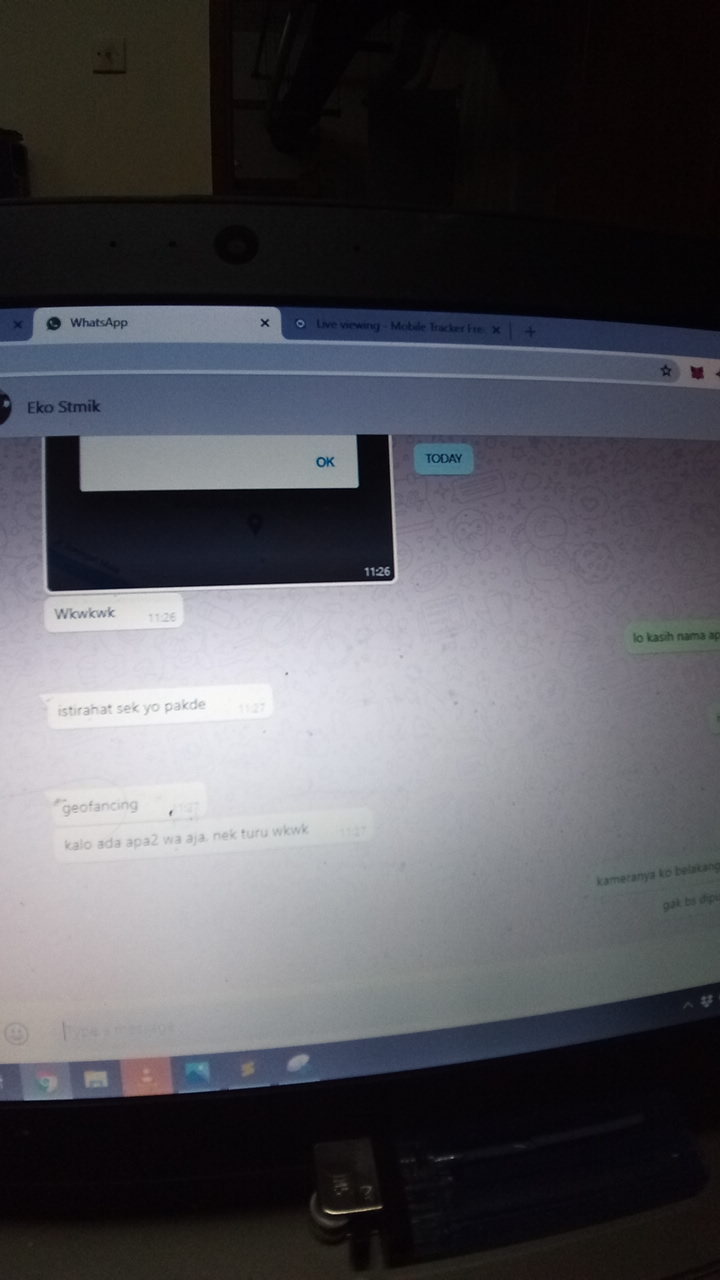 WhatsApp
Live viewing - Mobile Tracker Fre
Eko Stmik
OK
TODAY
11:26
Wkwkwk 11:26
lo kasih nama ap
istirahat sek yo pakde 11:27
geofancing 11:27
kalo ada apa2 wa aja. nek turu wkwk 11:27
kameranya ko belakang
gak bs dipu
Type a message